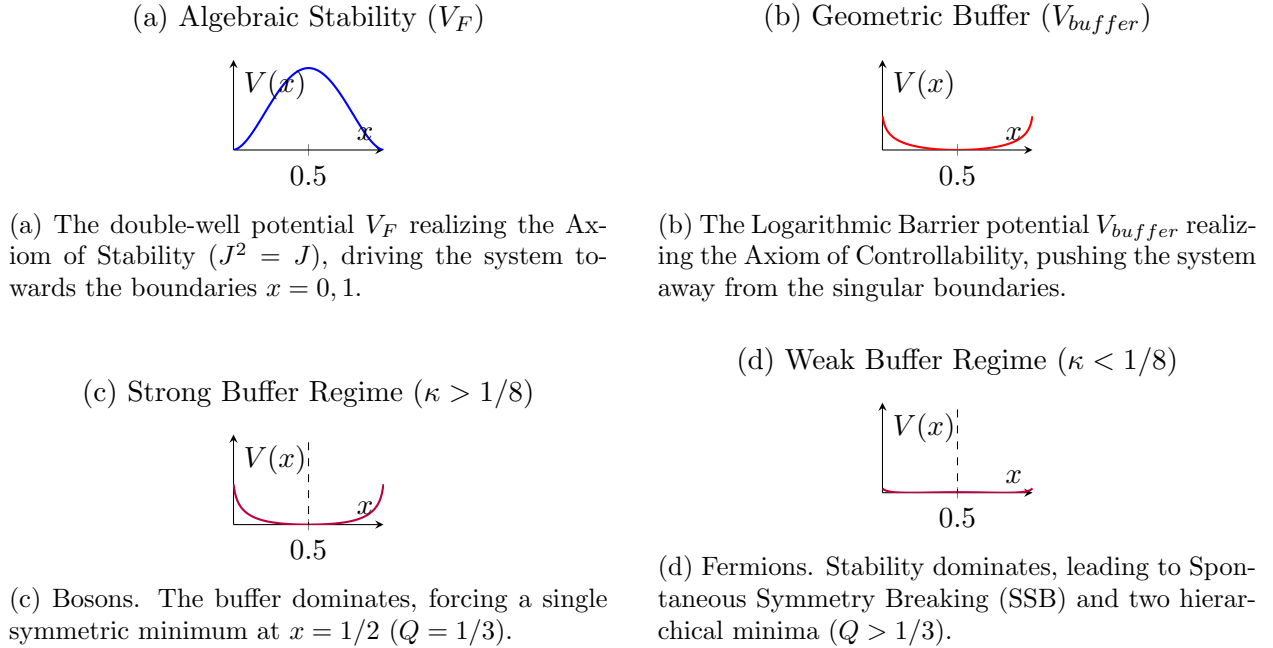 (a) Algebraic Stability (V_F)
V(x)
x
0.5
(a) The double-well potential V_F realizing the Ax-
iom of Stability (J² = J), driving the system to-
wards the boundaries x = 0, 1.
(b) Geometric Buffer (V_buffer)
V(x)
x
0.5
(b) The Logarithmic Barrier potential V_buffer realiz-
ing the Axiom of Controllability, pushing the system
away from the singular boundaries.
(c) Strong Buffer Regime (κ > 1/8)
V(x)
x
0.5
(c) Bosons. The buffer dominates, forcing a single
symmetric minimum at x = 1/2 (Q = 1/3).
(d) Weak Buffer Regime (κ < 1/8)
V(x)
x
0.5
(d) Fermions. Stability dominates, leading to Spon-
taneous Symmetry Breaking (SSB) and two hierar-
chical minima (Q > 1/3).